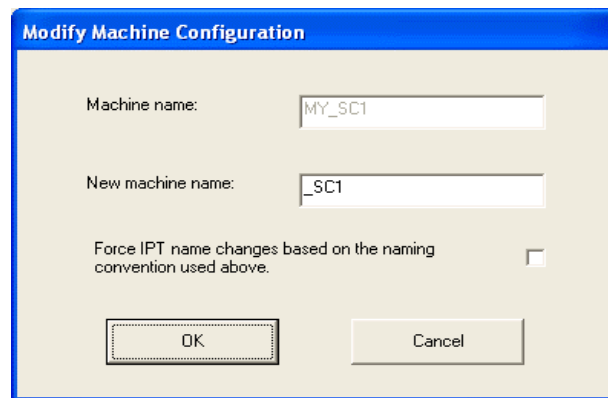 Modify Machine Configuration
Machine name: MY_SC1
New machine name: _SC1
Force IPT name changes based on the naming
convention used above.
OK Cancel